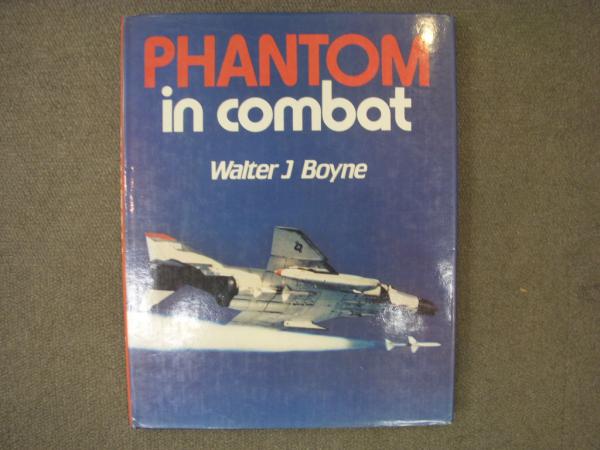 PHANTOM
in combat
Walter J Boyne